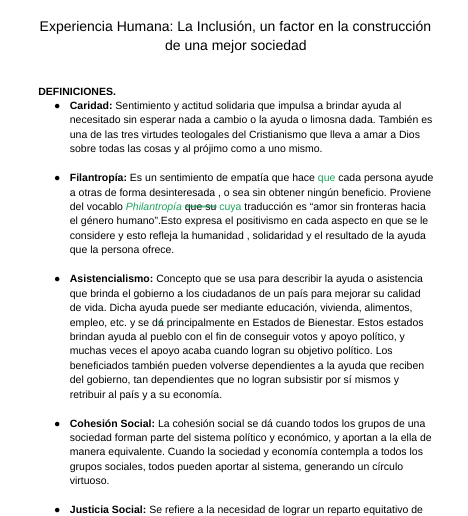 Experiencia Humana: La Inclusión, un factor en la construcción
de una mejor sociedad
DEFINICIONES.
● Caridad: Sentimiento y actitud solidaria que impulsa a brindar ayuda al
necesitado sin esperar nada a cambio o la ayuda o limosna dada. También es
una de las tres virtudes teologales del Cristianismo que lleva a amar a Dios
sobre todas las cosas y al prójimo como a uno mismo.
● Filantropía: Es un sentimiento de empatía que hace que cada persona ayude
a otras de forma desinteresada , o sea sin obtener ningún beneficio. Proviene
del vocablo Philantropía que su cuya traducción es “amor sin fronteras hacia
el género humano”.Esto expresa el positivismo en cada aspecto en que se le
considere y esto refleja la humanidad , solidaridad y el resultado de la ayuda
que la persona ofrece.
● Asistencialismo: Concepto que se usa para describir la ayuda o asistencia
que brinda el gobierno a los ciudadanos de un país para mejorar su calidad
de vida. Dicha ayuda puede ser mediante educación, vivienda, alimentos,
empleo, etc. y se dá principalmente en Estados de Bienestar. Estos estados
brindan ayuda al pueblo con el fin de conseguir votos y apoyo político, y
muchas veces el apoyo acaba cuando logran su objetivo político. Los
beneficiados también pueden volverse dependientes a la ayuda que reciben
del gobierno, tan dependientes que no logran subsistir por sí mismos y
retribuir al país y a su economía.
● Cohesión Social: La cohesión social se dá cuando todos los grupos de una
sociedad forman parte del sistema político y económico, y aportan a la ella de
manera equivalente. Cuando la sociedad y economía contempla a todos los
grupos sociales, todos pueden aportar al sistema, generando un círculo
virtuoso.
● Justicia Social: Se refiere a la necesidad de lograr un reparto equitativo de